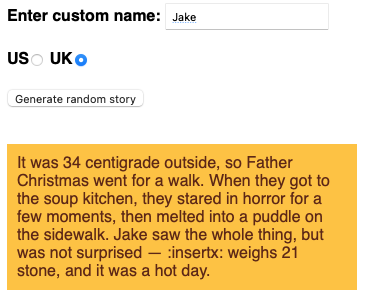 Enter custom name: Jake
US UK
Generate random story
It was 34 centigrade outside, so Father
Christmas went for a walk. When they got to
the soup kitchen, they stared in horror for a
few moments, then melted into a puddle on
the sidewalk. Jake saw the whole thing, but
was not surprised — :insertx: weighs 21
stone, and it was a hot day.